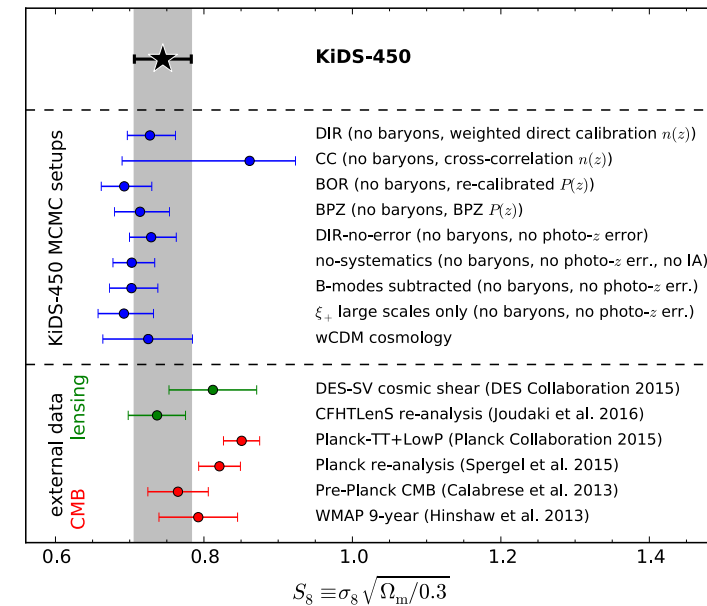 KiDS-450
KiDS-450 MCMC setups
DIR (no baryons, weighted direct calibration n(z))
CC (no baryons, cross-correlation n(z))
BOR (no baryons, re-calibrated P(z))
BPZ (no baryons, BPZ P(z))
DIR-no-error (no baryons, no photo-z error)
no-systematics (no baryons, no photo-z err., no IA)
B-modes subtracted (no baryons, no photo-z err.)
ξ₊ large scales only (no baryons, no photo-z err.)
wCDM cosmology
external data
lensing
DES-SV cosmic shear (DES Collaboration 2015)
CFHTLenS re-analysis (Joudaki et al. 2016)
CMB
Planck-TT+LowP (Planck Collaboration 2015)
Planck re-analysis (Spergel et al. 2015)
Pre-Planck CMB (Calabrese et al. 2013)
WMAP 9-year (Hinshaw et al. 2013)
0.6 0.8 1.0 1.2 1.4
S₈ ≡ σ₈√Ωₘ/0.3